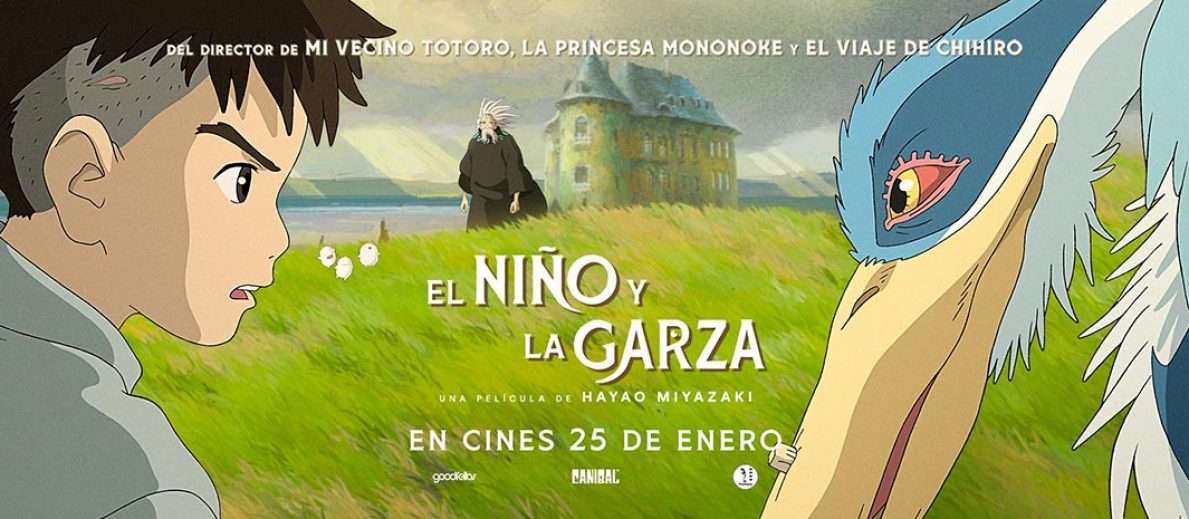 DEL DIRECTOR DE MI VECINO TOTORO, LA PRINCESA MONONOKE Y EL VIAJE DE CHIHIRO
EL NIÑO Y
LA GARZA
UNA PELÍCULA DE HAYAO MIYAZAKI
EN CINES 25 DE ENERO
goodfellas CANIBAL